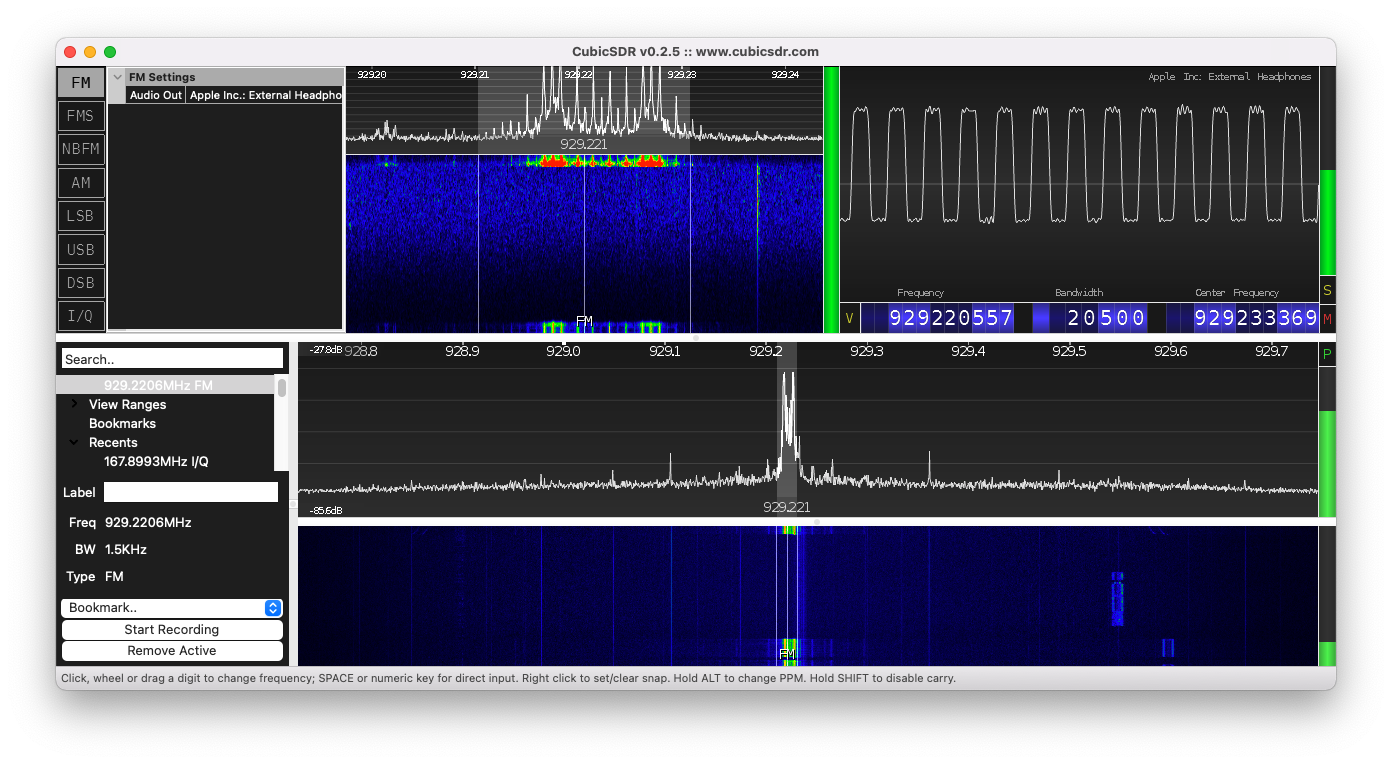 CubicSDR v0.2.5 :: www.cubicsdr.com
FM
FMS
NBFM
AM
LSB
USB
DSB
I/Q
FM Settings
Audio Out Apple Inc.: External Headpho
929.20 929.21 929.22 929.23 929.24
929.221
FM
Apple Inc: External Headphones
Frequency Bandwidth Center Frequency
V 929220557 20500 929233369
S
M
Search..
929.2206MHz FM
View Ranges
Bookmarks
Recents
167.8993MHz I/Q
Label
Freq 929.2206MHz
BW 1.5KHz
Type FM
Bookmark..
Start Recording
Remove Active
-27.8dB 928.8 928.9 929.0 929.1 929.2 929.3 929.4 929.5 929.6 929.7
P
929.221
-85.6dB
FM
Click, wheel or drag a digit to change frequency; SPACE or numeric key for direct input. Right click to set/clear snap. Hold ALT to change PPM. Hold SHIFT to disable carry.